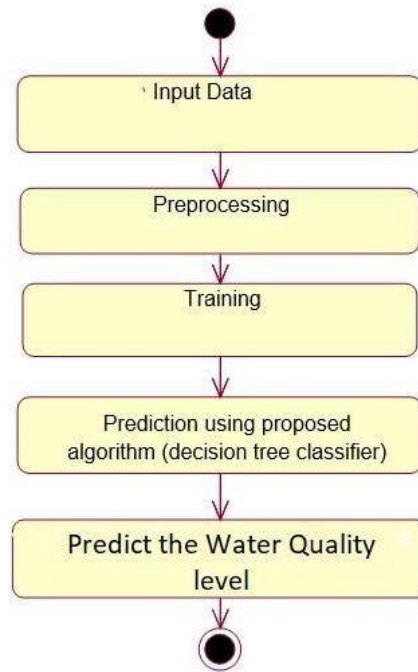 Input Data
Preprocessing
Training
Prediction using proposed
algorithm (decision tree classifier)
Predict the Water Quality
level